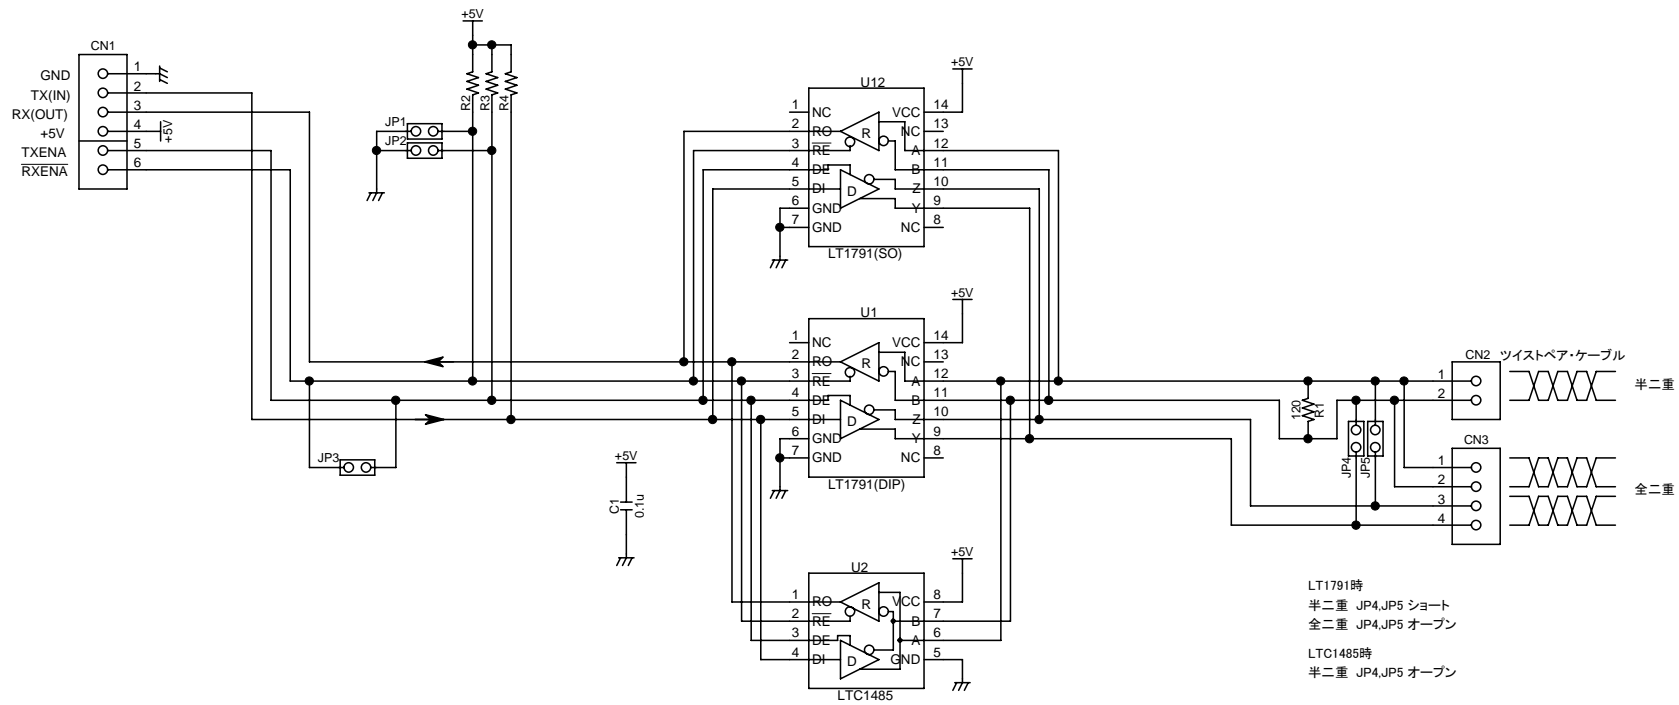 CN1
GND 1
TX(IN) 2
RX(OUT) 3
+5V 4 +5V
TXENA 5
RXENA 6
+5V
R2 R3 R4
JP1
JP2
JP3
+5V
C1 0.1u
U12
+5V
1 NC VCC 14
2 RO R NC 13
3 RE A 12
4 DE B 11
5 DI D Z 10
6 GND Y 9
7 GND NC 8
LT1791(SO)
U1
+5V
1 NC VCC 14
2 RO R NC 13
3 RE A 12
4 DE B 11
5 DI D Z 10
6 GND Y 9
7 GND NC 8
LT1791(DIP)
U2
+5V
1 RO R VCC 8
2 RE B 7
3 DE A 6
4 DI D GND 5
LTC1485
120 R1
JP4 JP5
CN2 ツイストペア・ケーブル
1
2
半二重
CN3
1
2
3
4
全二重
LT1791時
半二重 JP4,JP5 ショート
全二重 JP4,JP5 オープン
LTC1485時
半二重 JP4,JP5 オープン